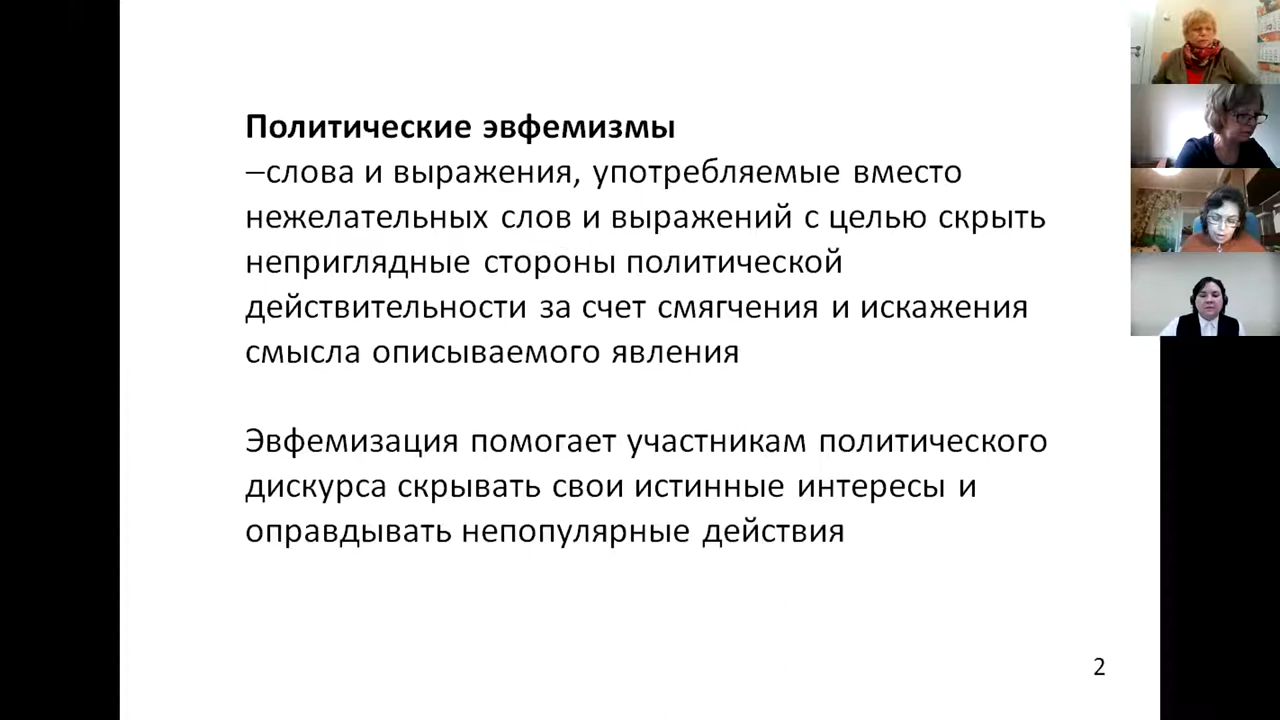 Политические эвфемизмы
–слова и выражения, употребляемые вместо
нежелательных слов и выражений с целью скрыть
неприглядные стороны политической
действительности за счет смягчения и искажения
смысла описываемого явления
Эвфемизация помогает участникам политического
дискурса скрывать свои истинные интересы и
оправдывать непопулярные действия
2